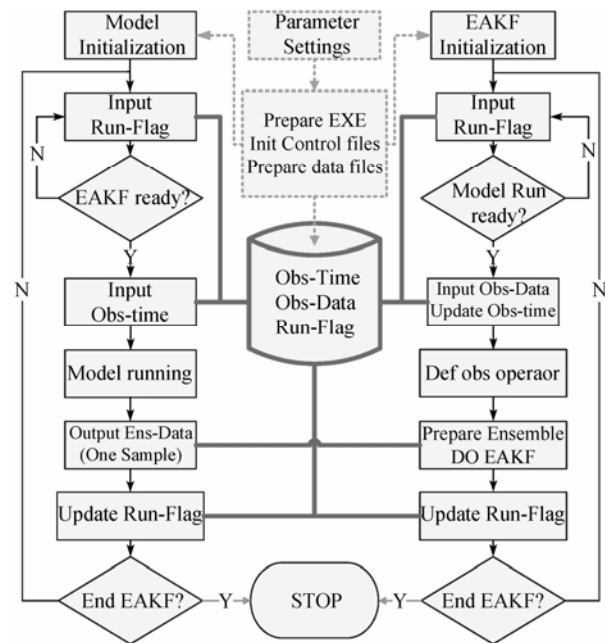 Model
Initialization
Parameter
Settings
EAKF
Initialization
Input
Run-Flag
Prepare EXE
Init Control files
Prepare data files
Input
Run-Flag
N
N
EAKF ready?
Model Run
ready?
Y
Y
N
N
Input
Obs-time
Obs-Time
Obs-Data
Run-Flag
Input Obs-Data
Update Obs-time
Model running
Def obs operaor
Output Ens-Data
(One Sample)
Prepare Ensemble
DO EAKF
Update Run-Flag
Update Run-Flag
End EAKF?
Y
STOP
Y
End EAKF?